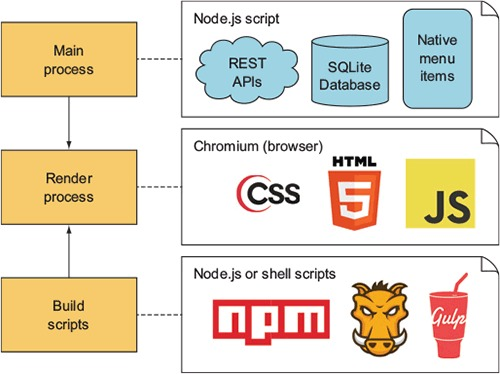 Main
process
Node.js script
REST
APIs
SQLite
Database
Native
menu
items
Render
process
Chromium (browser)
CSS
HTML
5
JS
Build
scripts
Node.js or shell scripts
npm
Gulp